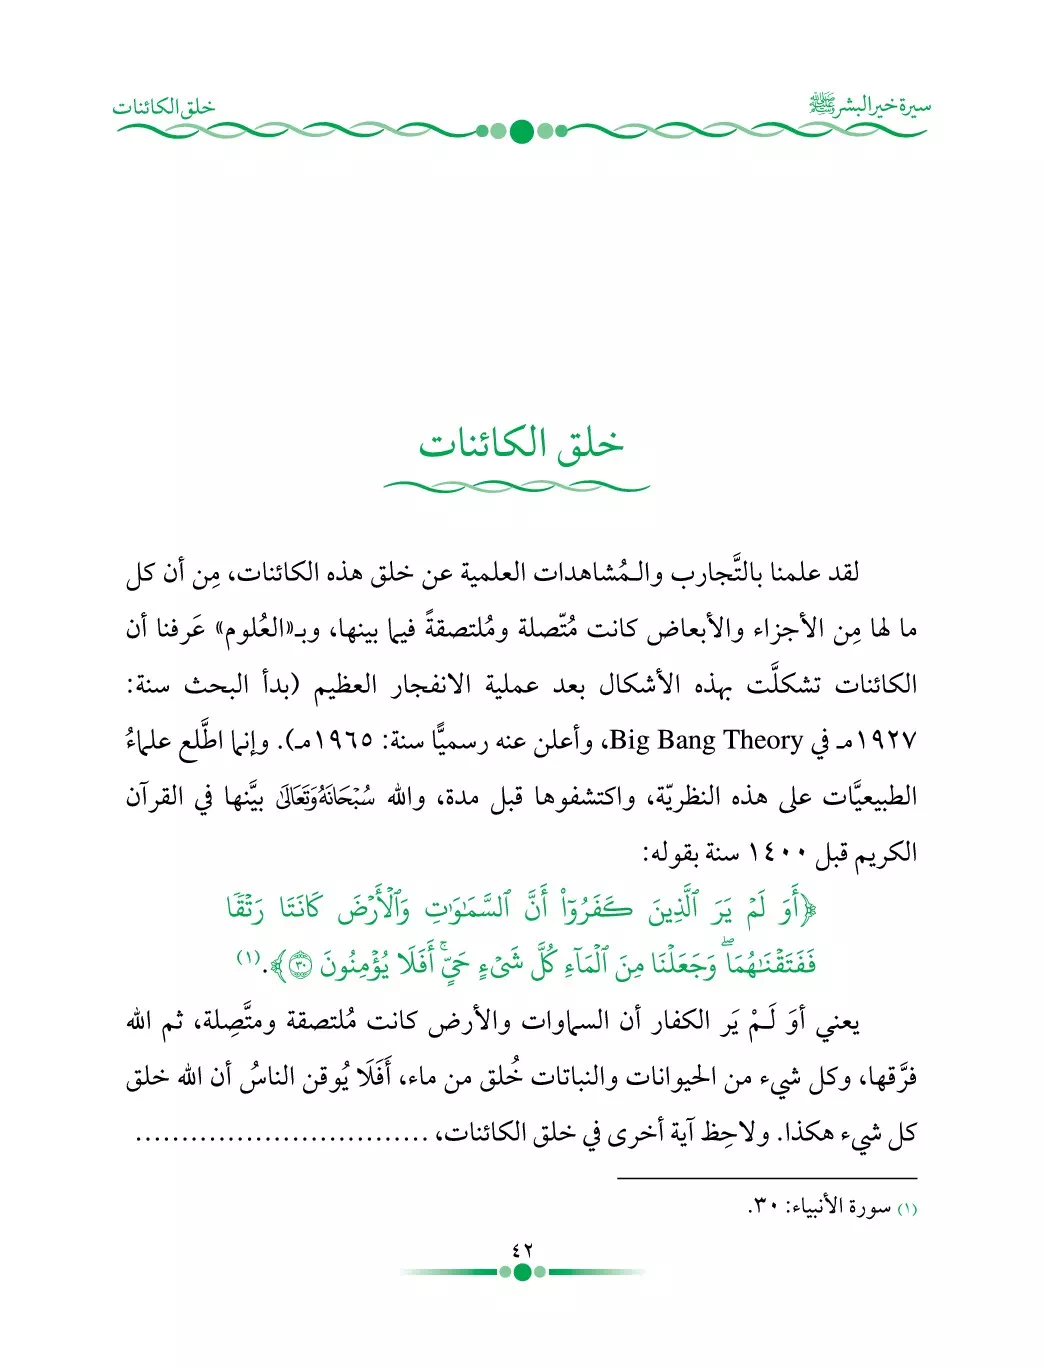 سيرة خير البشر ﷺ
خلق الكائنات
خلق الكائنات
لقد علمنا بالتَّجارب والـمُشاهدات العلمية عن خلق هذه الكائنات، مِن أن كل
ما لها مِن الأجزاء والأبعاض كانت مُتّصلة ومُلتصقةً فيما بينها، وبـ«العُلوم» عَرفنا أن
الكائنات تشكلَّت بهذه الأشكال بعد عملية الانفجار العظيم (بدأ البحث سنة:
١٩٢٧مـ في Big Bang Theory، وأعلن عنه رسميًّا سنة: ١٩٦٥مـ). وإنما اطَّلع علماءُ
الطبيعيَّات على هذه النظريّة، واكتشفوها قبل مدة، والله سُبْحَانَهُ وَتَعَالَىٰ بيَّنها في القرآن
الكريم قبل ١٤٠٠ سنة بقوله:
﴿أَوَ لَمۡ يَرَ ٱلَّذِينَ كَفَرُوٓاْ أَنَّ ٱلسَّمَٰوَٰتِ وَٱلۡأَرۡضَ كَانَتَا رَتۡقٗا
فَفَتَقۡنَٰهُمَاۖ وَجَعَلۡنَا مِنَ ٱلۡمَآءِ كُلَّ شَيۡءٍ حَيٍّۚ أَفَلَا يُؤۡمِنُونَ ٣٠﴾.(١)
يعني أوَ لَـمْ يَر الكفار أن السماوات والأرض كانت مُلتصقة ومتَّصِلة، ثم الله
فرَّقها، وكل شيء من الحيوانات والنباتات خُلق من ماء، أَفَلَا يُوقن الناسُ أن الله خلق
كل شيء هكذا. ولاحِظ آية أخرى في خلق الكائنات، ................................
(١) سورة الأنبياء: ٣٠.
٤٢